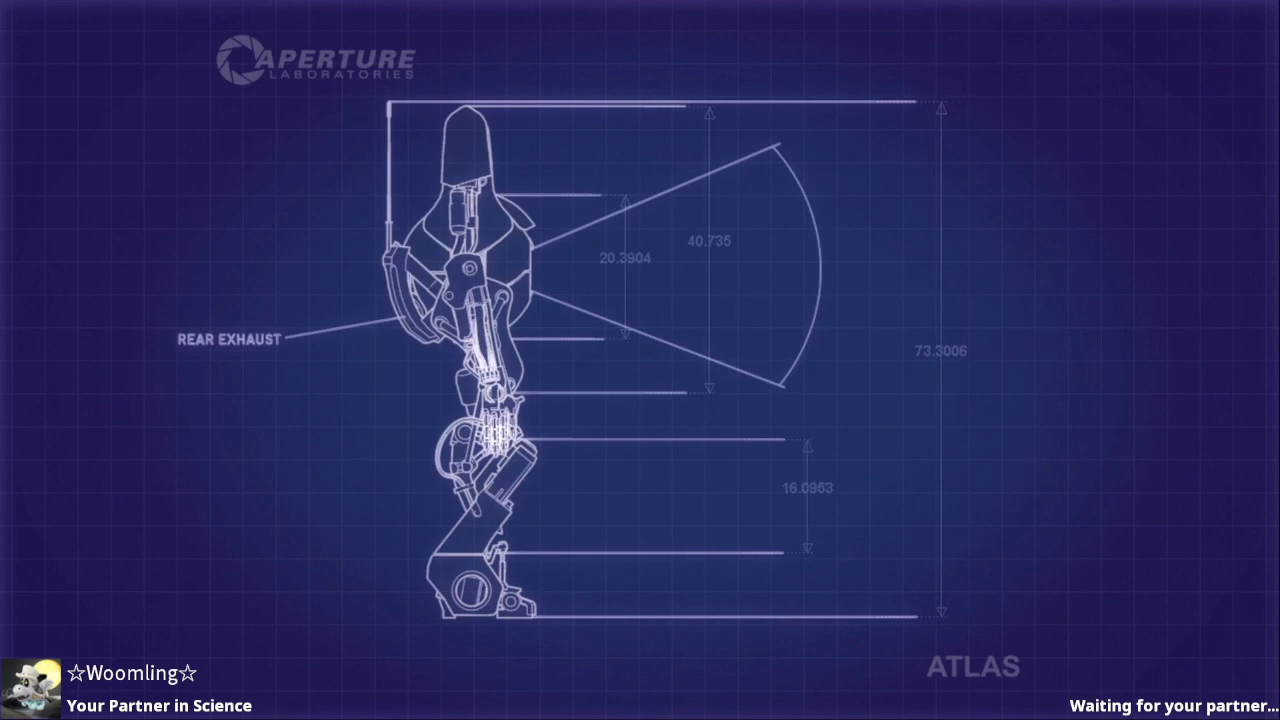 APERTURE
LABORATORIES
20.3904
40.735
REAR EXHAUST
73.3006
16.0953
ATLAS
☆Woomling☆
Your Partner in Science
Waiting for your partner...